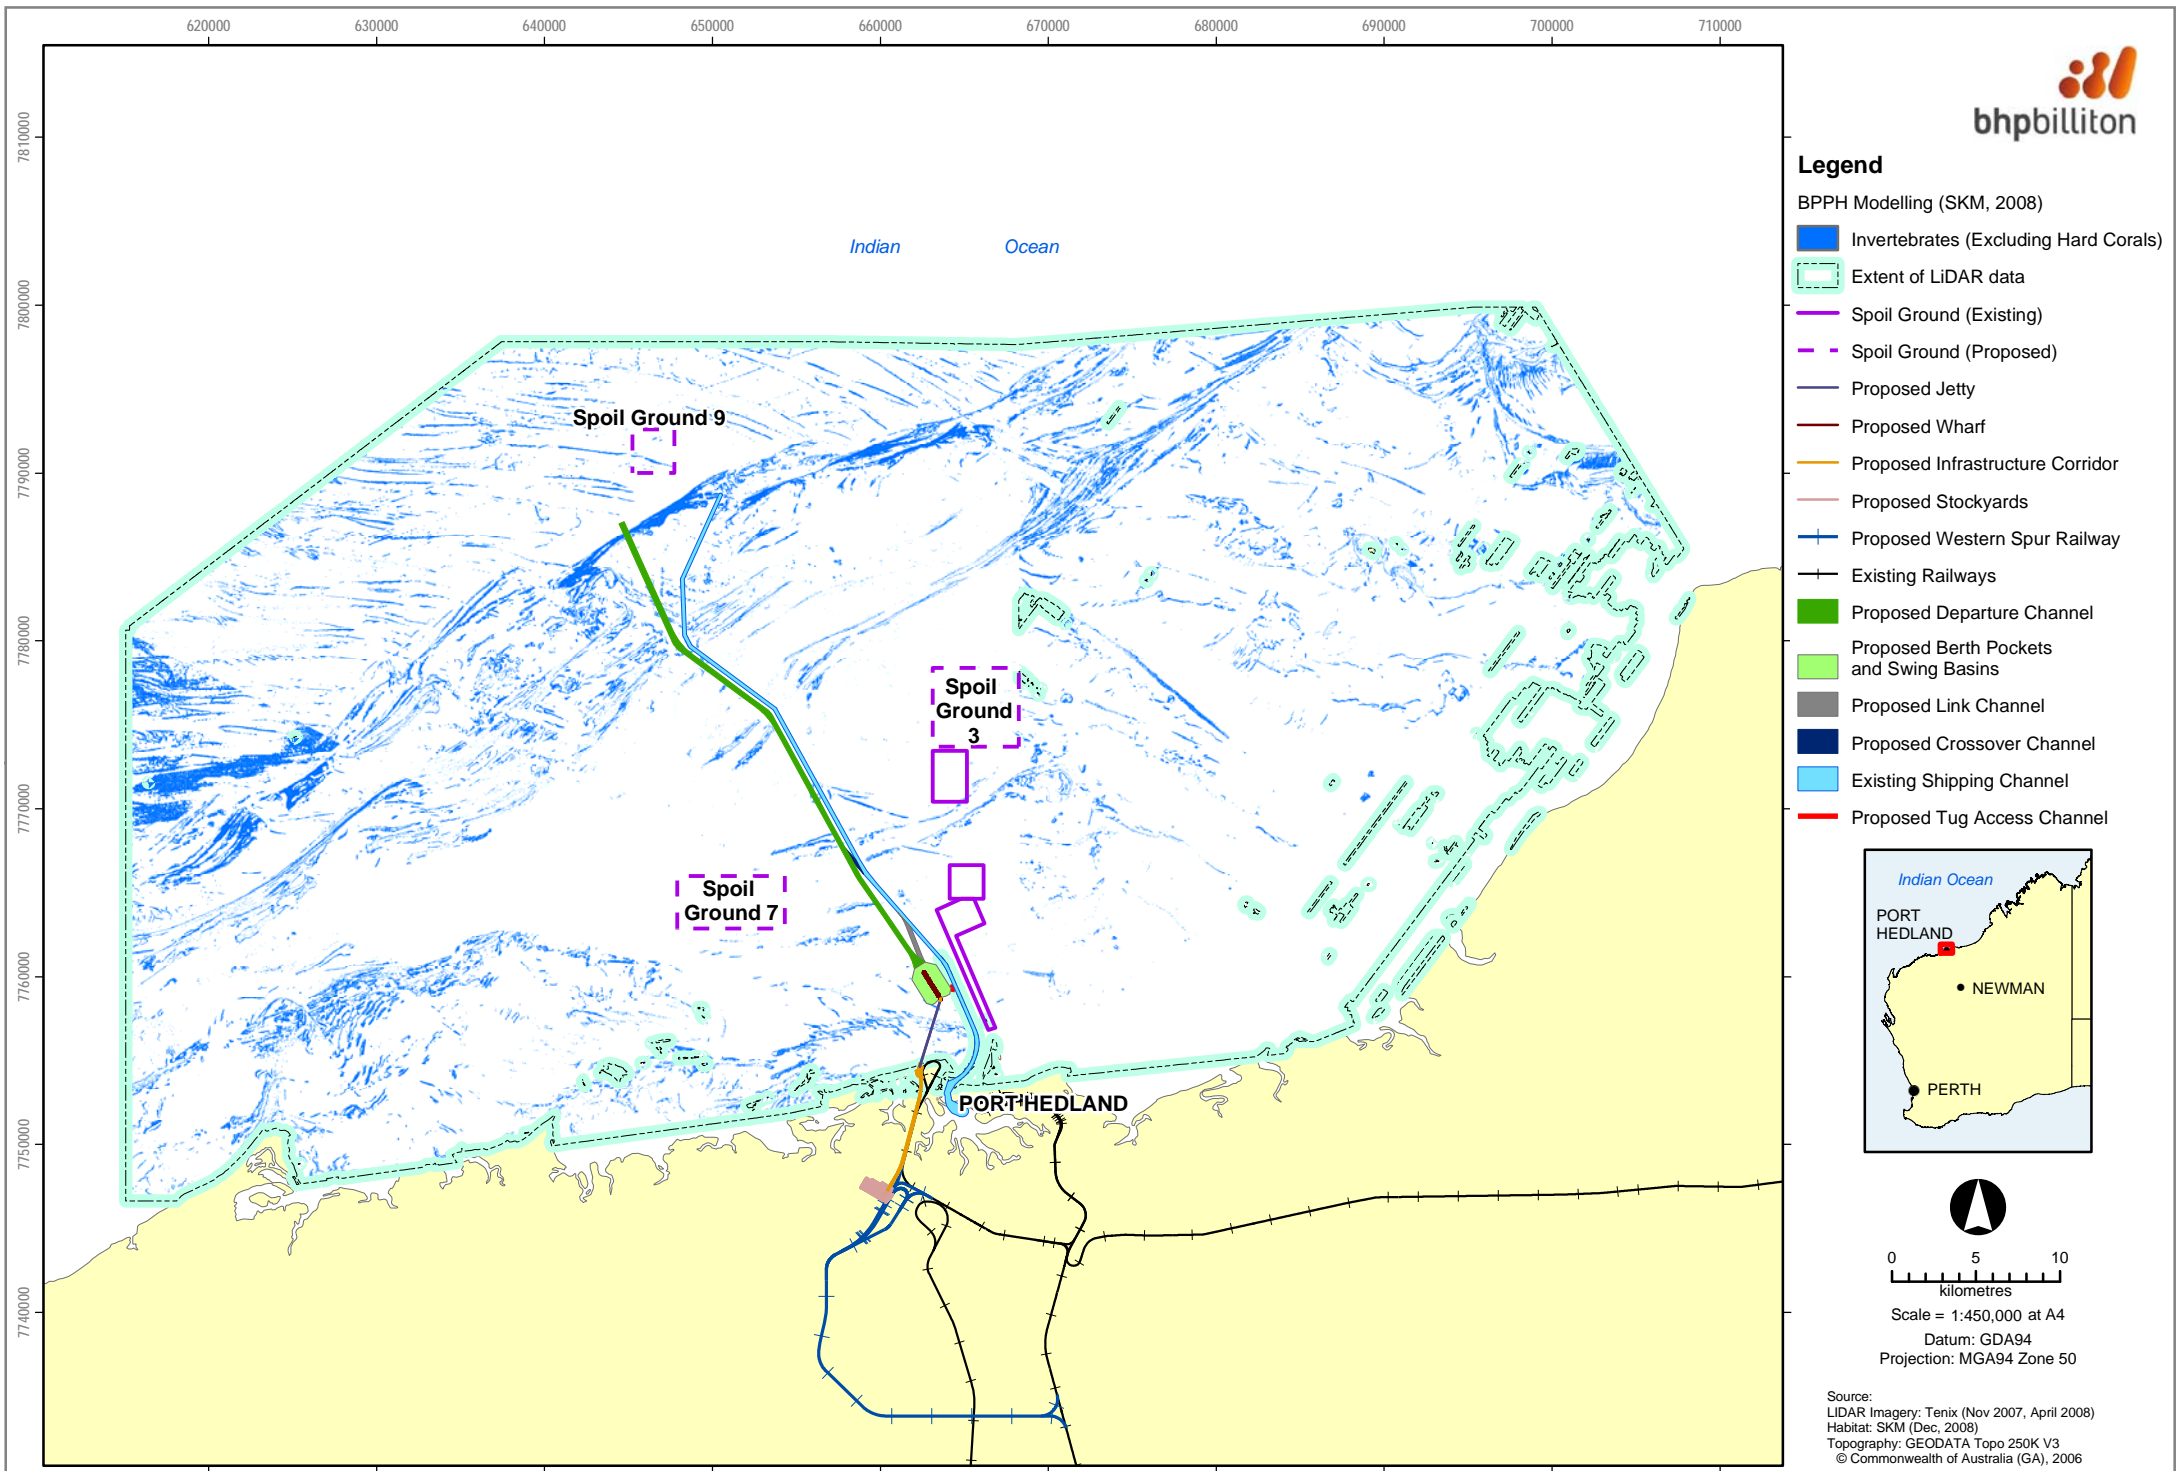 620000 630000 640000 650000 660000 670000 680000 690000 700000 710000
7810000
7800000
7790000
7780000
7770000
7760000
7750000
7740000
Indian Ocean
Spoil Ground 9
Spoil
Ground
3
Spoil
Ground 7
PORT HEDLAND
bhpbilliton
Legend
BPPH Modelling (SKM, 2008)
Invertebrates (Excluding Hard Corals)
Extent of LiDAR data
Spoil Ground (Existing)
Spoil Ground (Proposed)
Proposed Jetty
Proposed Wharf
Proposed Infrastructure Corridor
Proposed Stockyards
Proposed Western Spur Railway
Existing Railways
Proposed Departure Channel
Proposed Berth Pockets
and Swing Basins
Proposed Link Channel
Proposed Crossover Channel
Existing Shipping Channel
Proposed Tug Access Channel
Indian Ocean
PORT
HEDLAND
NEWMAN
PERTH
0 5 10
kilometres
Scale = 1:450,000 at A4
Datum: GDA94
Projection: MGA94 Zone 50
Source:
LIDAR Imagery: Tenix (Nov 2007, April 2008)
Habitat: SKM (Dec, 2008)
Topography: GEODATA Topo 250K V3
© Commonwealth of Australia (GA), 2006